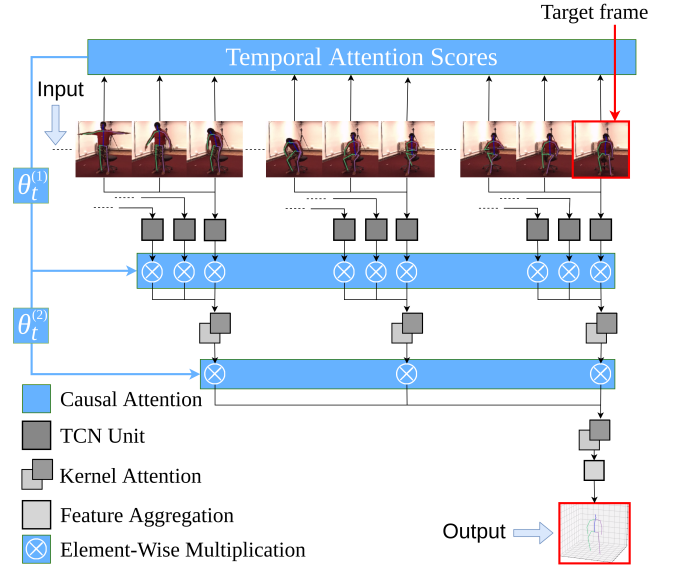 Target frame
Temporal Attention Scores
Input
θt(1)
θt(2)
Causal Attention
TCN Unit
Kernel Attention
Feature Aggregation
Output
Element-Wise Multiplication